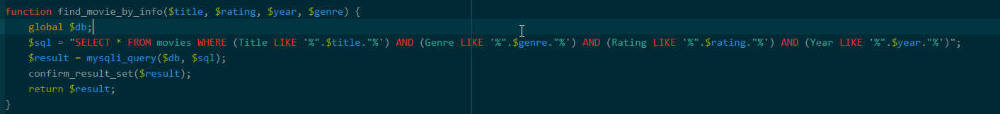 function find_movie_by_info($title, $rating, $year, $genre) {
    global $db;
    $sql = "SELECT * FROM movies WHERE (Title LIKE '%".$title."%') AND (Genre LIKE '%".$genre."%') AND (Rating LIKE '%".$rating."%') AND (Year LIKE '%".$year."%')";
    $result = mysqli_query($db, $sql);
    confirm_result_set($result);
    return $result;
}